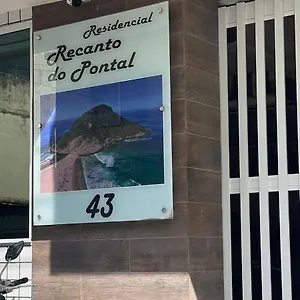 Residencial
Recanto
do Pontal
43